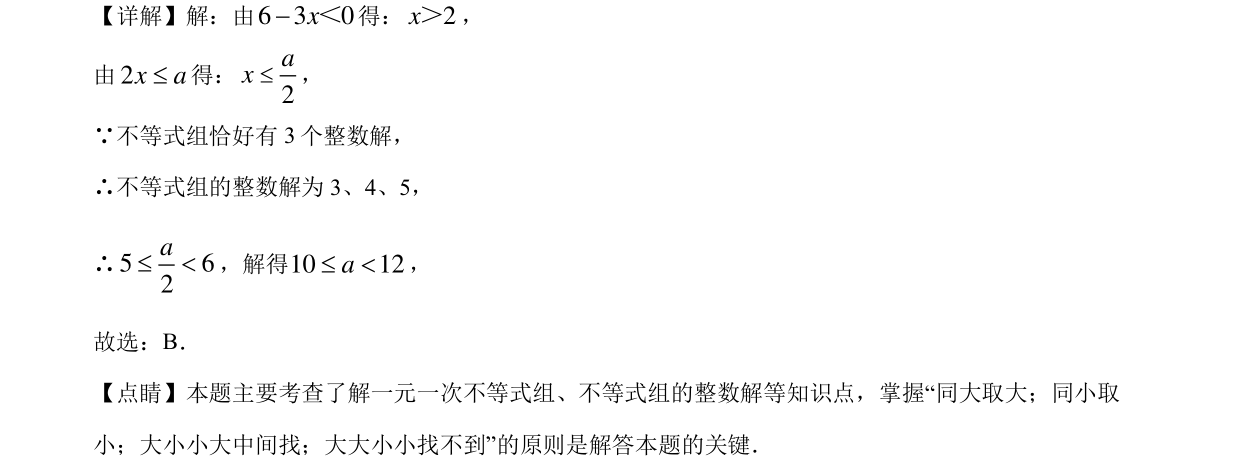 【详解】解：由6−3x<0得：x>2，
由2x≤a得：x≤a/2，
∵不等式组恰好有3个整数解，
∴不等式组的整数解为3、4、5，
∴5≤a/2<6，解得10≤a<12，
故选：B．
【点睛】本题主要考查了解一元一次不等式组、不等式组的整数解等知识点，掌握“同大取大；同小取
小；大小小大中间找；大大小小找不到”的原则是解答本题的关键．